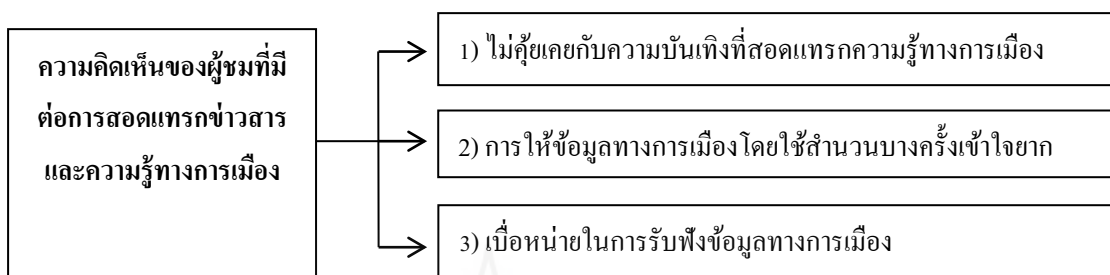 ความคิดเห็นของผู้ชมที่มี
ต่อการสอดแทรกข่าวสาร
และความรู้ทางการเมือง
1) ไม่คุ้ยเคยกับความบันเทิงที่สอดแทรกความรู้ทางการเมือง
2) การให้ข้อมูลทางการเมืองโดยใช้สำนวนบางครั้งเข้าใจยาก
3) เบื่อหน่ายในการรับฟังข้อมูลทางการเมือง